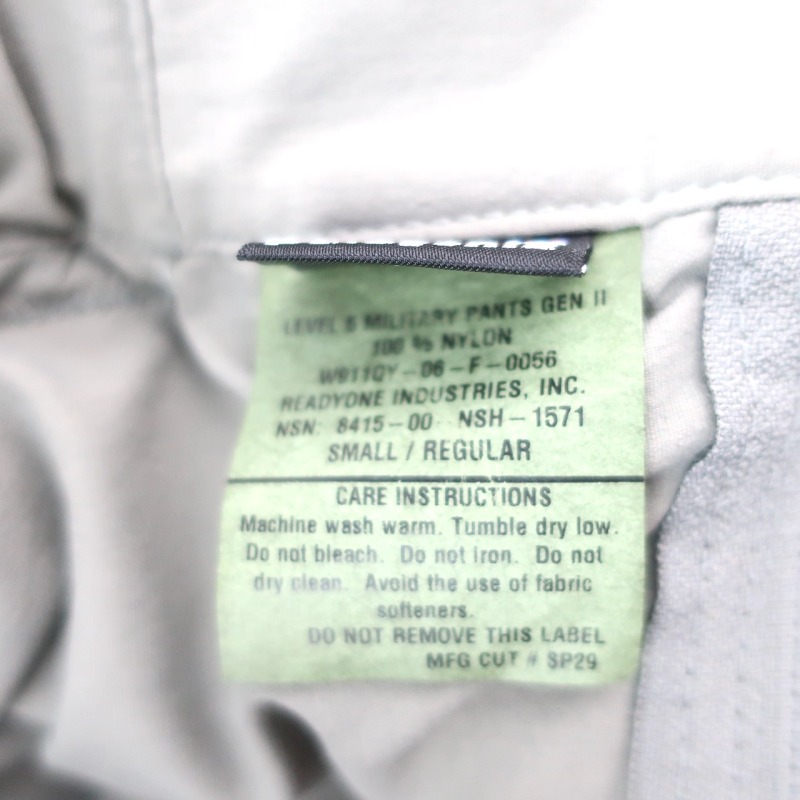 LEVEL 5 MILITARY PANTS GEN II
100 % NYLON
W911QY-06-F-0056
READYONE INDUSTRIES, INC.
NSN: 8415-00-NSH-1571
SMALL / REGULAR
CARE INSTRUCTIONS
Machine wash warm. Tumble dry low.
Do not bleach. Do not iron. Do not
dry clean. Avoid the use of fabric
softeners.
DO NOT REMOVE THIS LABEL
MFG CUT # SP29